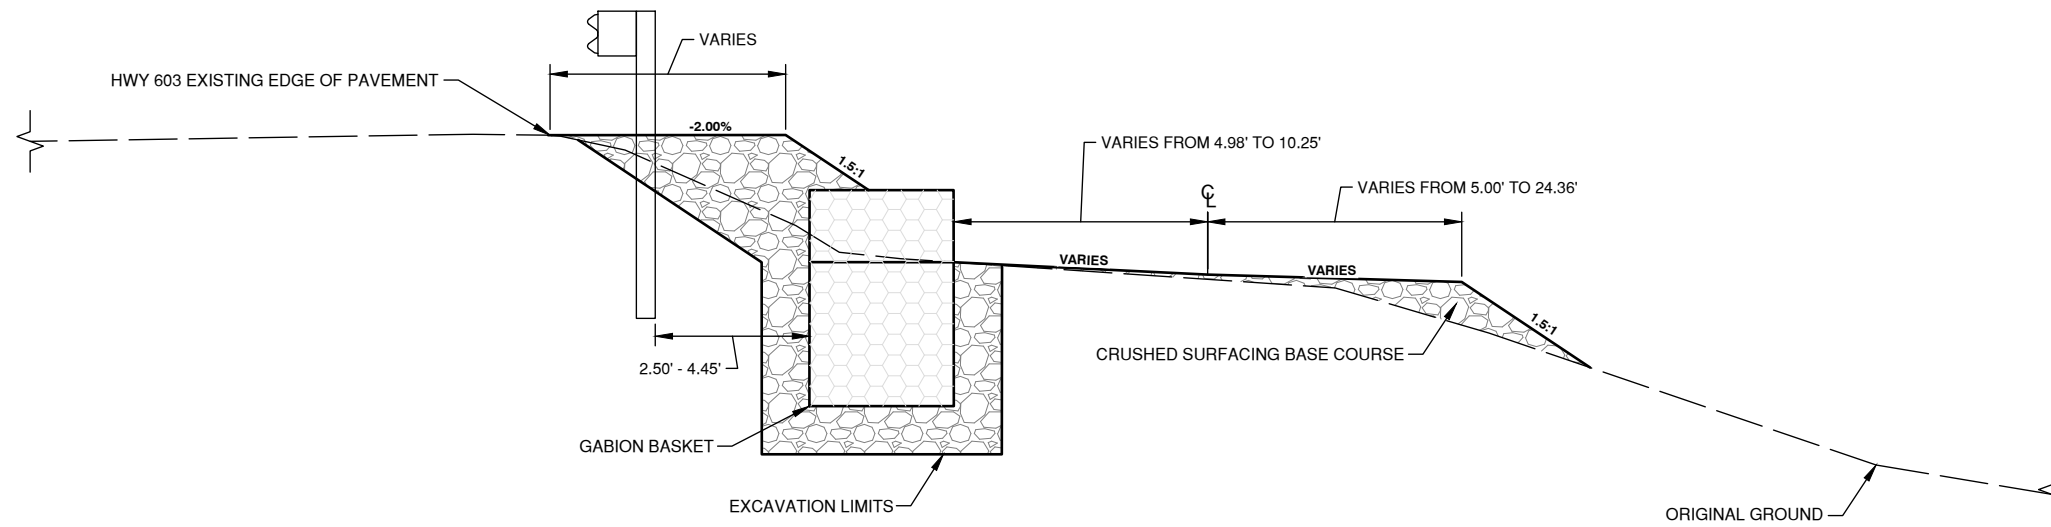 VARIES
HWY 603 EXISTING EDGE OF PAVEMENT
-2.00%
1.5:1
VARIES FROM 4.98' TO 10.25'
VARIES FROM 5.00' TO 24.36'
CL
VARIES
VARIES
1.5:1
2.50' - 4.45'
CRUSHED SURFACING BASE COURSE
GABION BASKET
EXCAVATION LIMITS
ORIGINAL GROUND